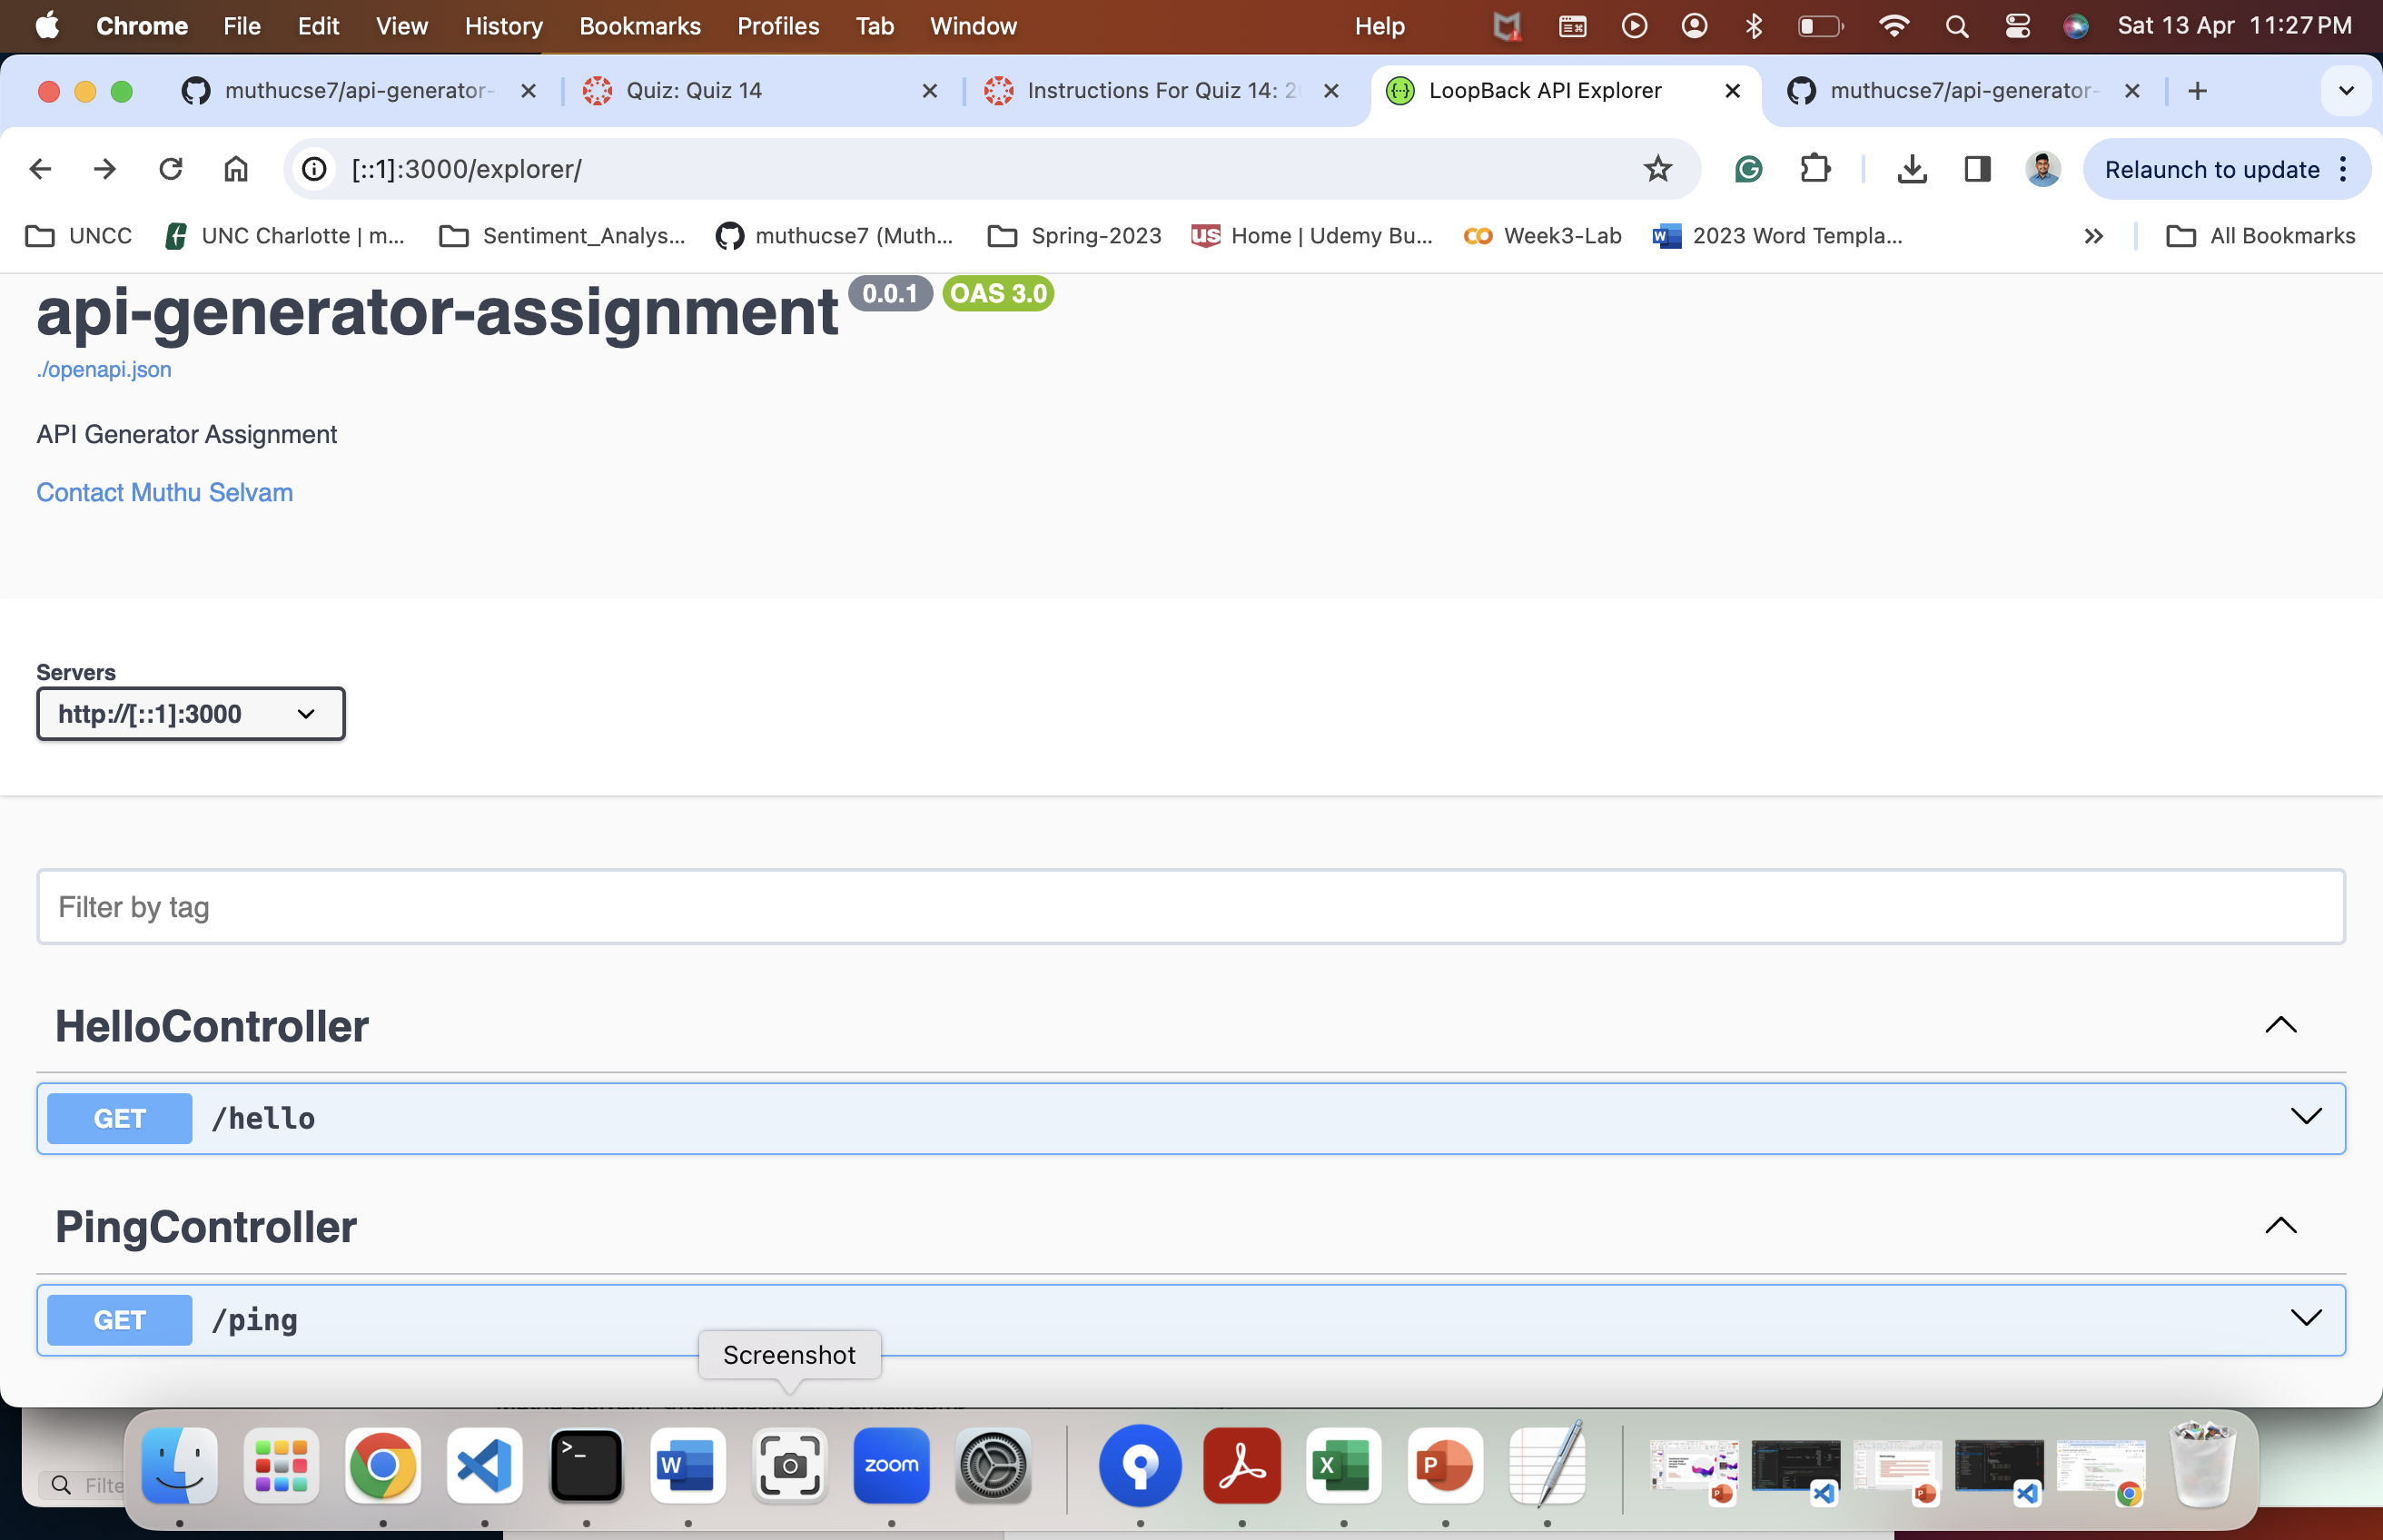 Chrome File Edit View History Bookmarks Profiles Tab Window Help Sat 13 Apr 11:27 PM
muthucse7/api-generator- Quiz: Quiz 14 Instructions For Quiz 14: 2 LoopBack API Explorer muthucse7/api-generator-
[::1]:3000/explorer/ Relaunch to update
UNCC UNC Charlotte | m... Sentiment_Analys... muthucse7 (Muth... Spring-2023 Home | Udemy Bu... Week3-Lab 2023 Word Templa... All Bookmarks
api-generator-assignment 0.0.1 OAS 3.0
./openapi.json
API Generator Assignment
Contact Muthu Selvam
Servers
http://[::1]:3000
Filter by tag
HelloController
GET /hello
PingController
GET /ping
Screenshot
Filte
zoom